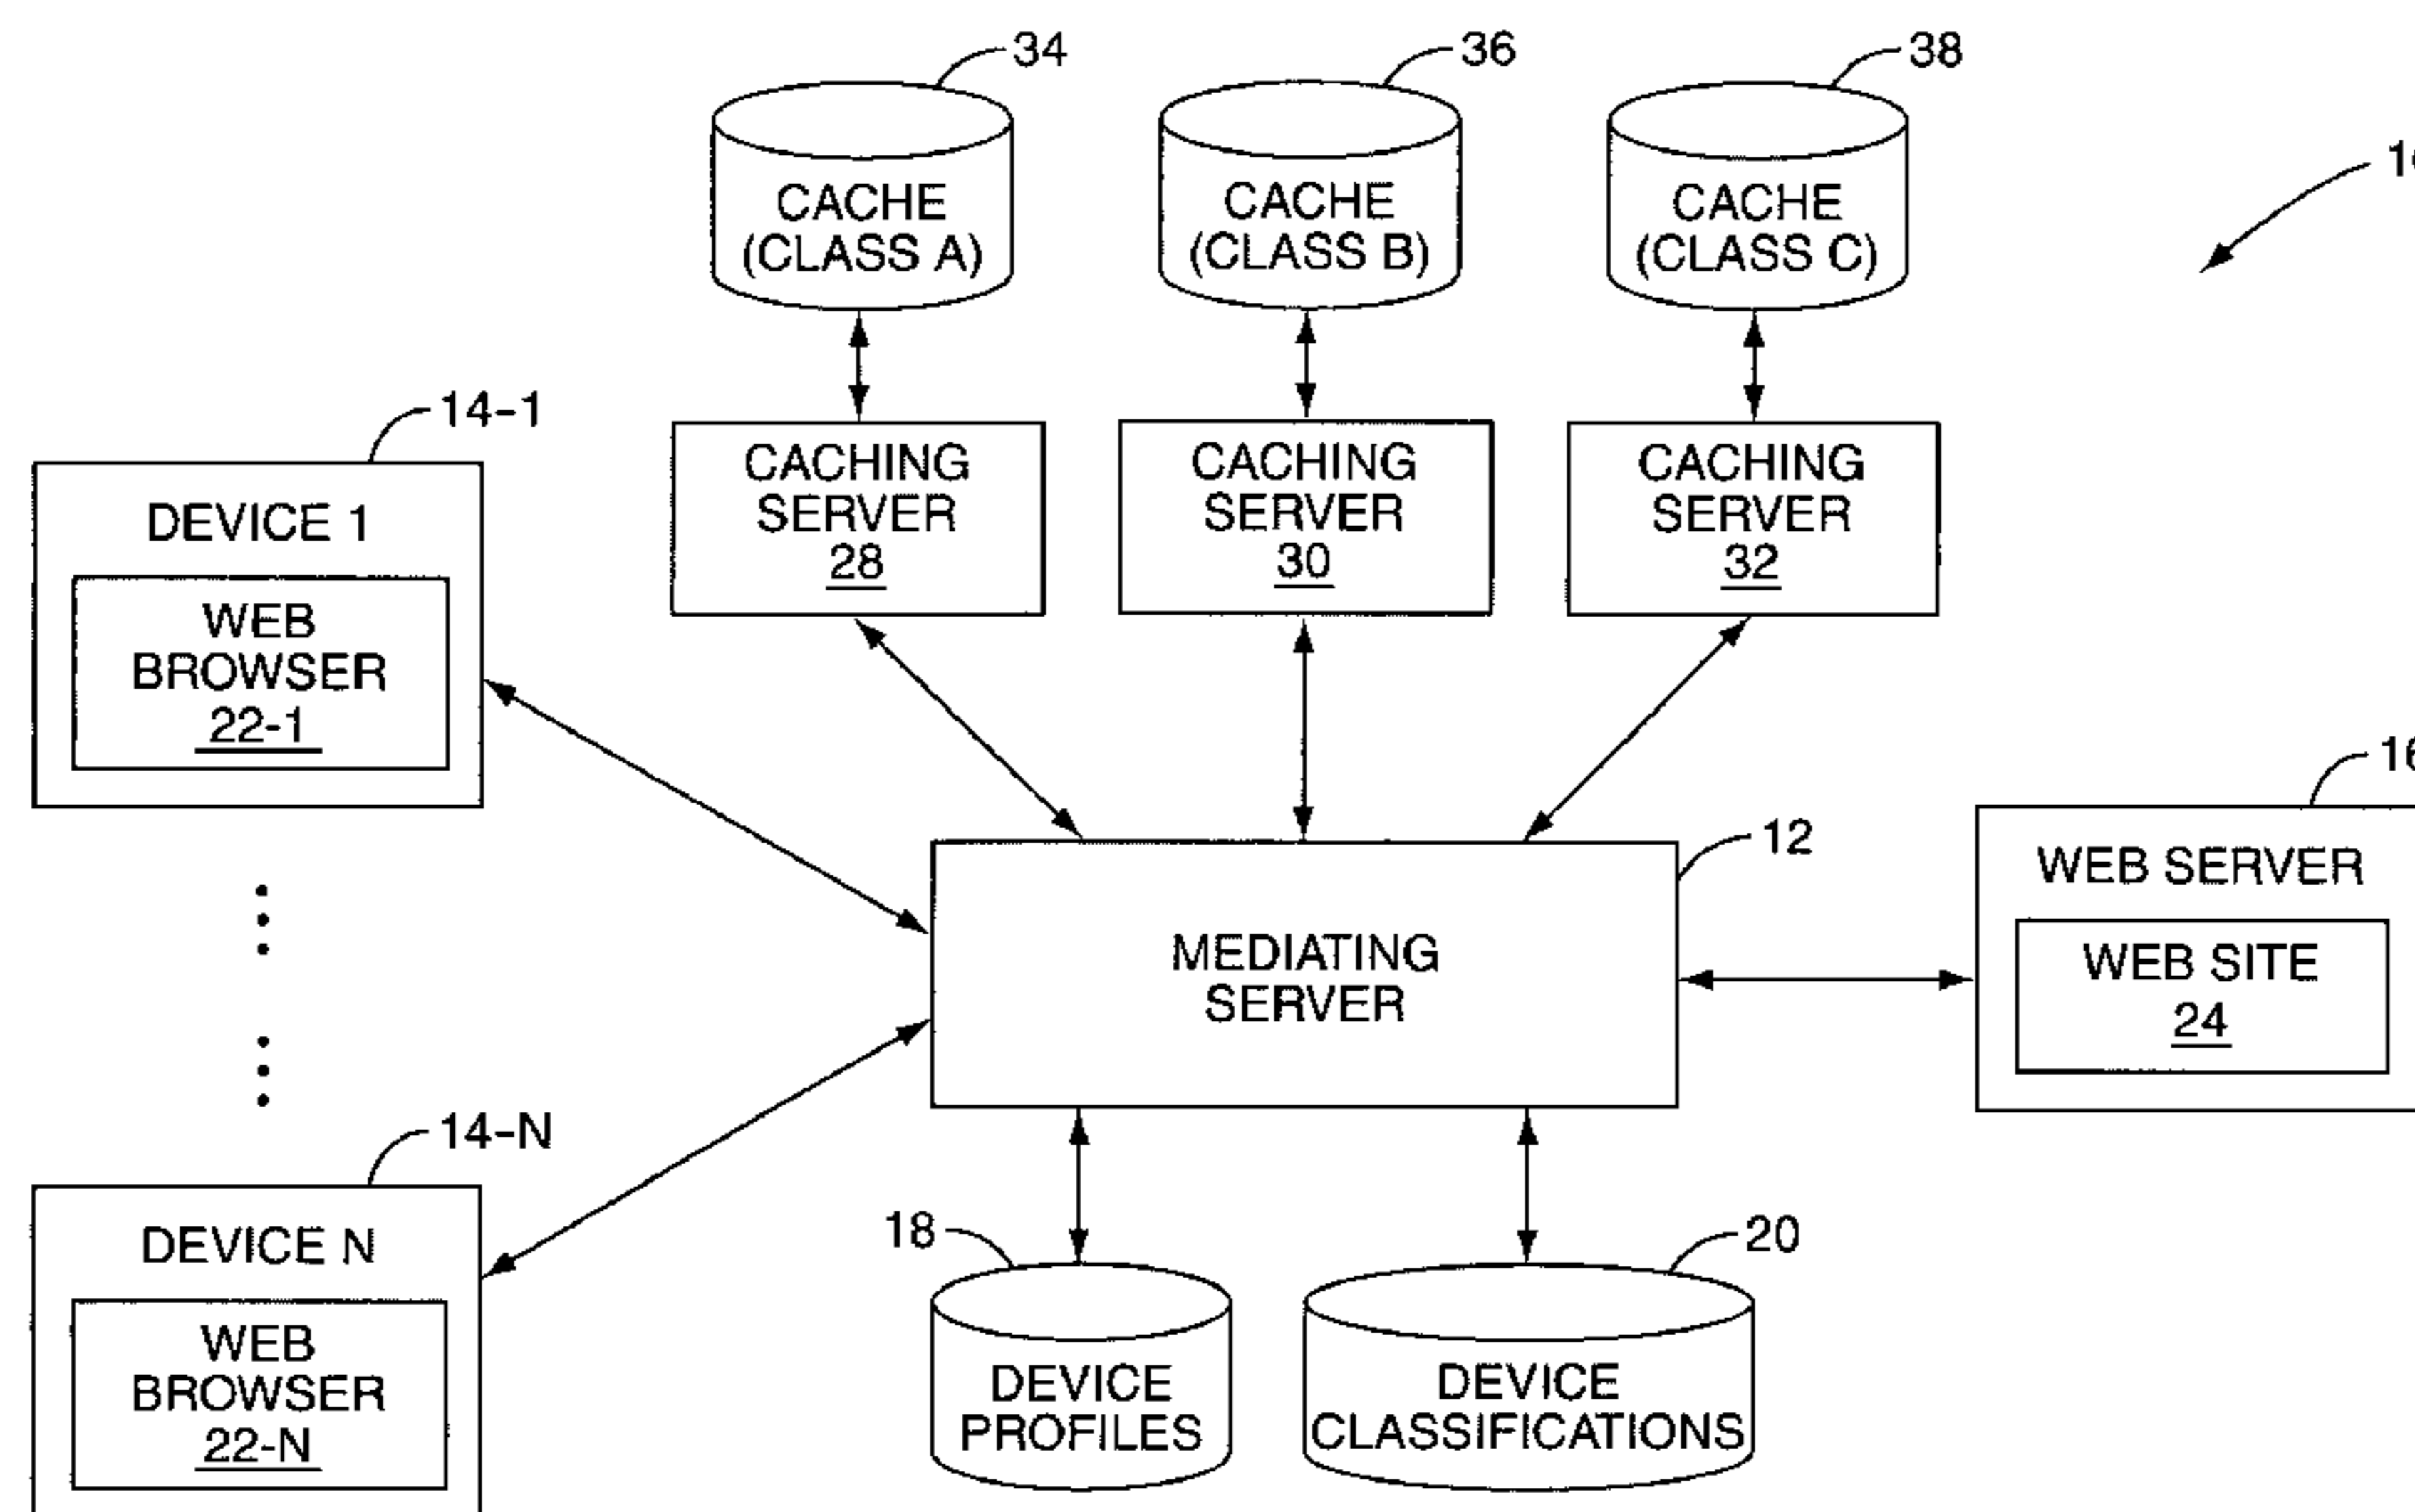 34
36
38
CACHE
(CLASS A)
CACHE
(CLASS B)
CACHE
(CLASS C)
14-1
CACHING
SERVER
28
CACHING
SERVER
30
CACHING
SERVER
32
DEVICE 1
WEB
BROWSER
22-1
12
MEDIATING
SERVER
WEB SERVER
WEB SITE
24
14-N
DEVICE N
WEB
BROWSER
22-N
18
20
DEVICE
PROFILES
DEVICE
CLASSIFICATIONS